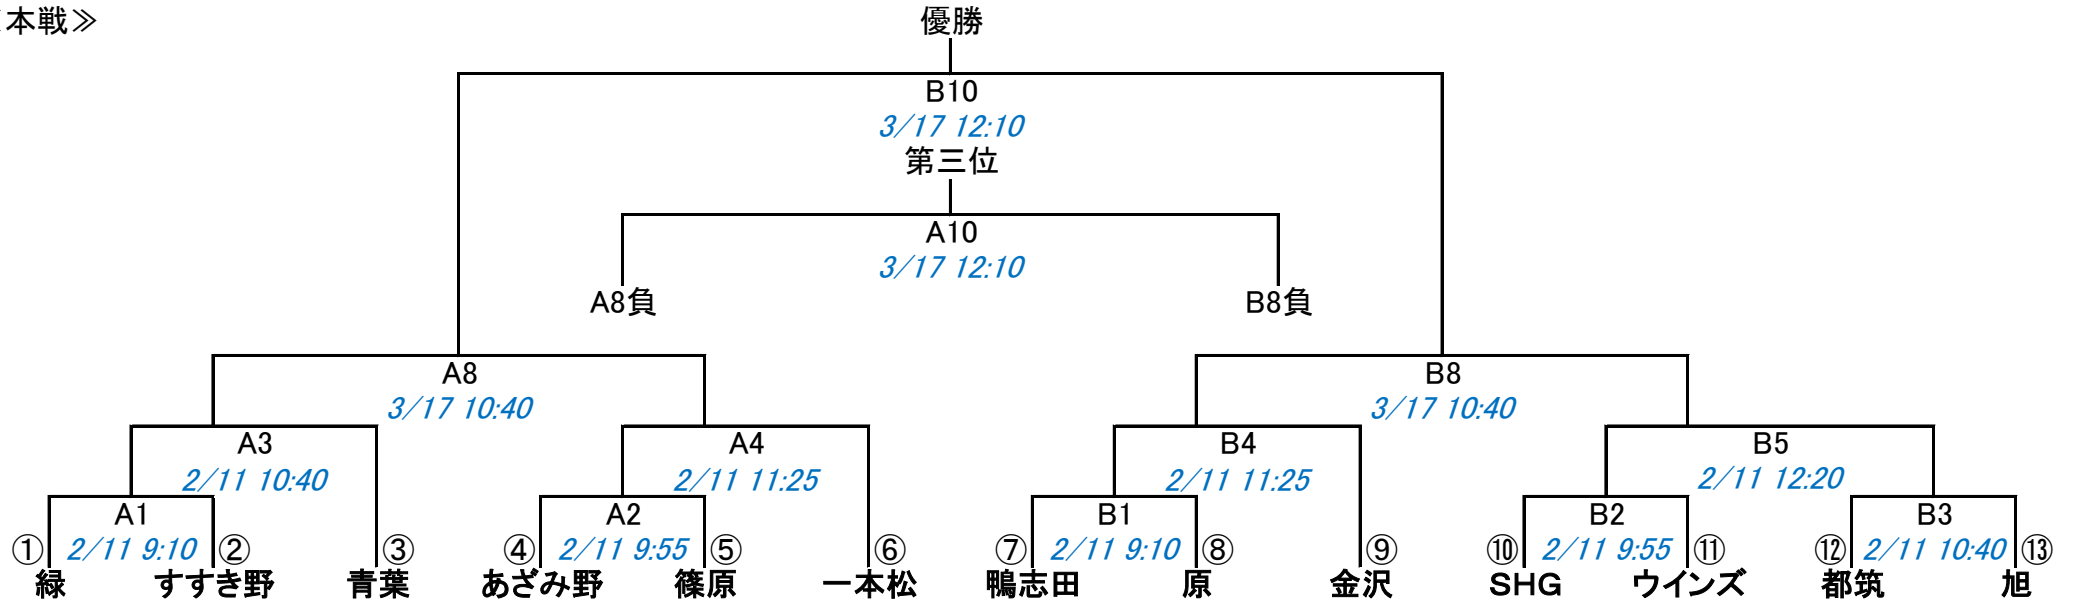 本戦≫
優勝
B10
3/17 12:10
第三位
A10
3/17 12:10
A8負 B8負
A8 B8
3/17 10:40 3/17 10:40
A3 A4 B4 B5
2/11 10:40 2/11 11:25 2/11 11:25 2/11 12:20
A1 A2 B1 B2 B3
① 2/11 9:10 ② ③ ④ 2/11 9:55 ⑤ ⑥ ⑦ 2/11 9:10 ⑧ ⑨ ⑩ 2/11 9:55 ⑪ ⑫ 2/11 10:40 ⑬
緑 すすき野 青葉 あざみ野 篠原 一本松 鴨志田 原 金沢 SHG ウインズ 都筑 旭